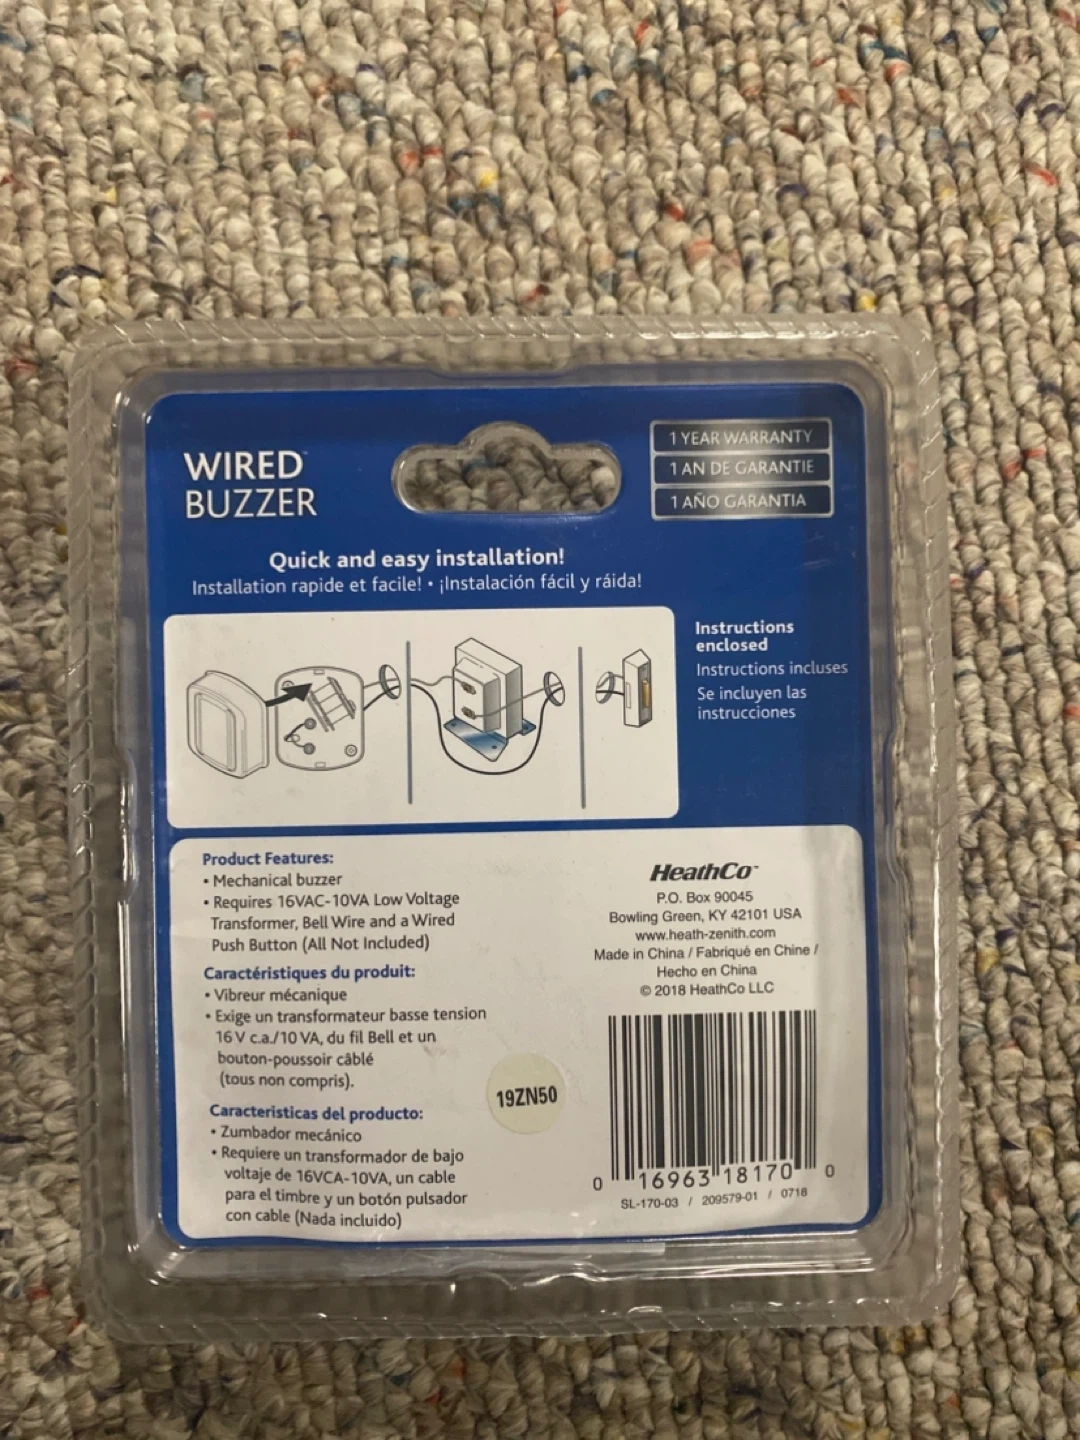 WIRED™
BUZZER
1 YEAR WARRANTY
1 AN DE GARANTIE
1 AÑO GARANTIA
Quick and easy installation!
Installation rapide et facile! • ¡Instalación fácil y ráida!
Instructions
enclosed
Instructions incluses
Se incluyen las
instrucciones
Product Features:
• Mechanical buzzer
• Requires 16VAC-10VA Low Voltage
Transformer, Bell Wire and a Wired
Push Button (All Not Included)
Caractéristiques du produit:
• Vibreur mécanique
• Exige un transformateur basse tension
16 V c.a./10 VA, du fil Bell et un
bouton-poussoir câblé
(tous non compris).
Caracteristicas del producto:
• Zumbador mecánico
• Requiere un transformador de bajo
voltaje de 16VCA-10VA, un cable
para el timbre y un botón pulsador
con cable (Nada incluido)
19ZN50
HeathCo™
P.O. Box 90045
Bowling Green, KY 42101 USA
www.heath-zenith.com
Made in China / Fabriqué en Chine /
Hecho en China
© 2018 HeathCo LLC
0 16963 18170 0
SL-170-03 / 209579-01 / 0718